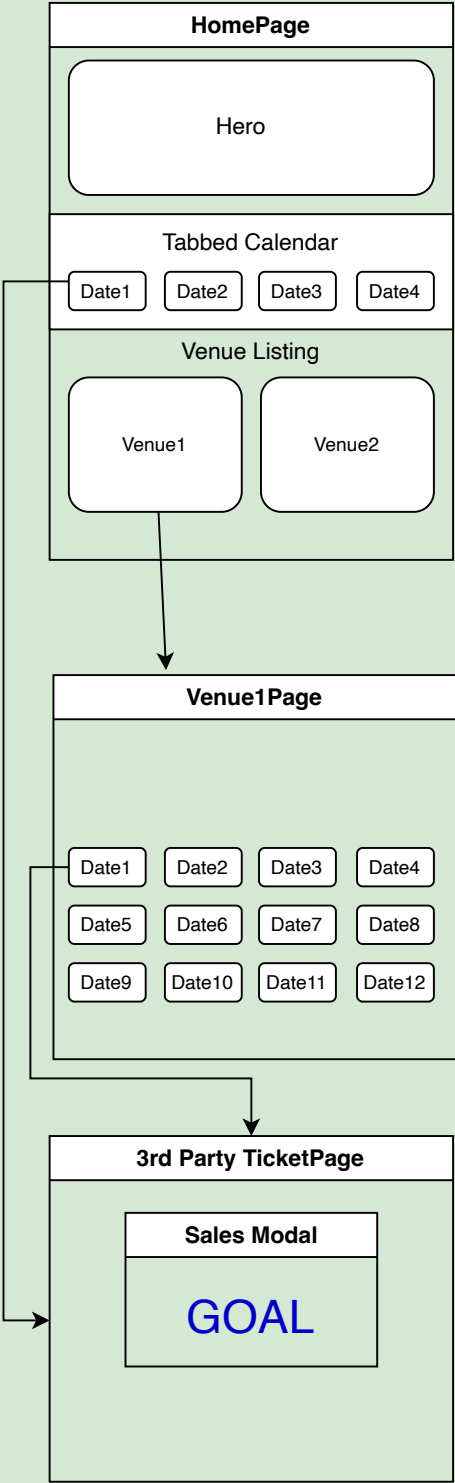 HomePage
Hero
Tabbed Calendar
Date1 Date2 Date3 Date4
Venue Listing
Venue1 Venue2
Venue1Page
Date1 Date2 Date3 Date4
Date5 Date6 Date7 Date8
Date9 Date10 Date11 Date12
3rd Party TicketPage
Sales Modal
GOAL